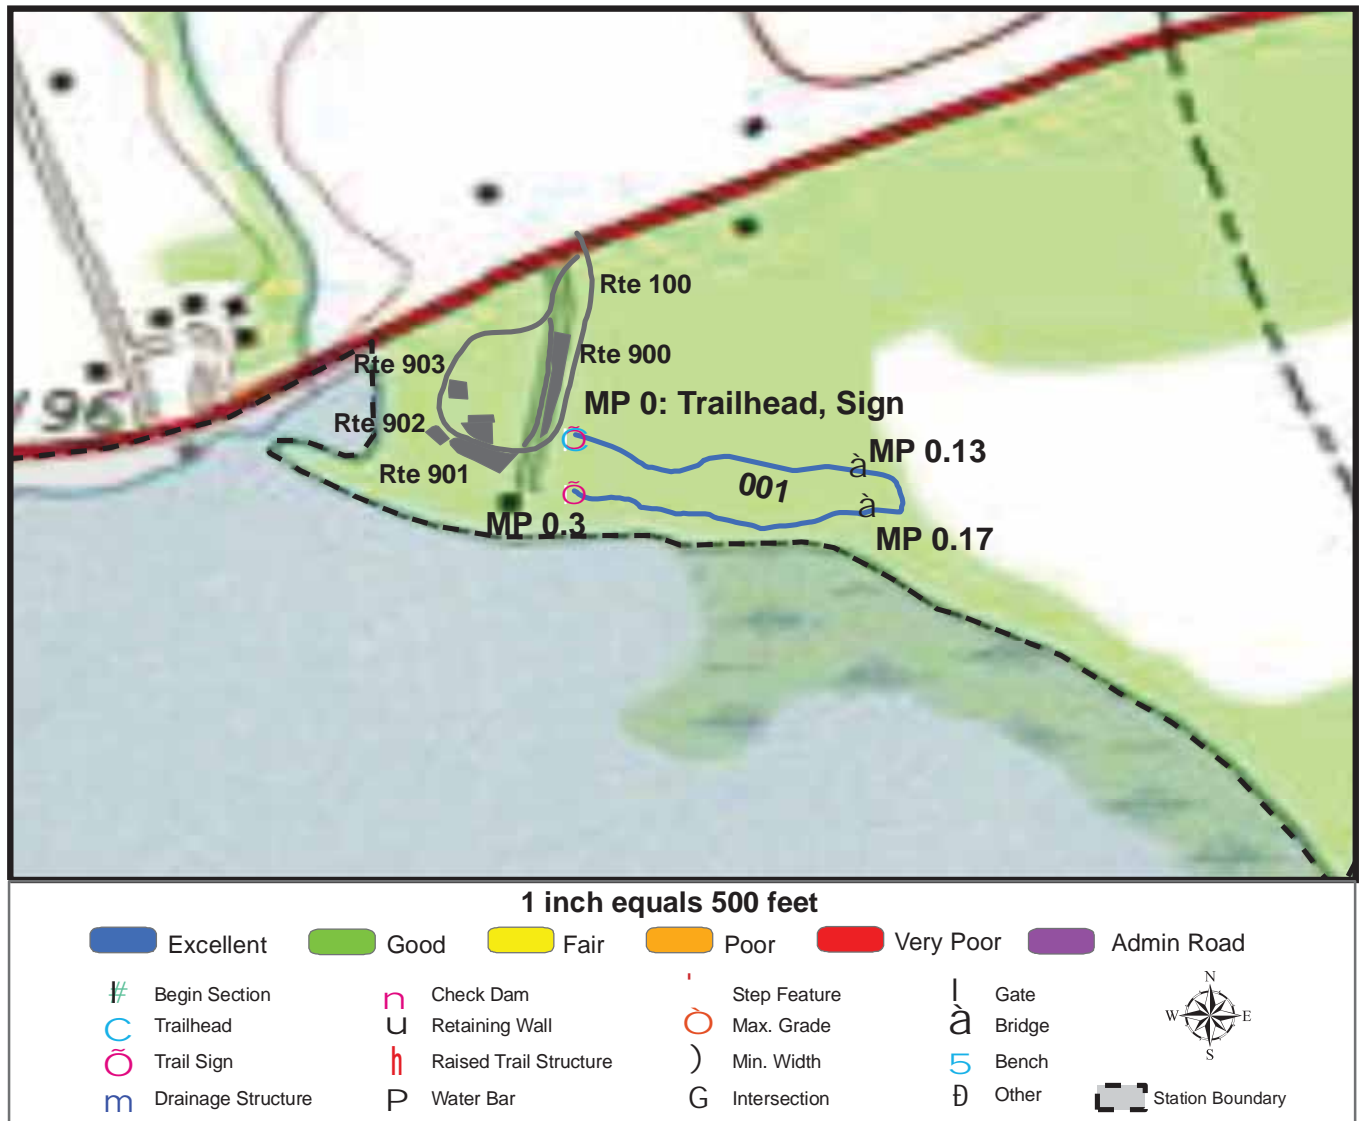 Rte 100
Rte 900
Rte 903
MP 0: Trailhead, Sign
196
Rte 902
Õ
MP 0.13
à
Rte 901
001
Õ
à
MP 0.3
MP 0.17
1 inch equals 500 feet
Excellent Good Fair Poor Very Poor Admin Road
Begin Section n Check Dam ' Step Feature l Gate
C Trailhead u Retaining Wall Ò Max. Grade à Bridge
Õ Trail Sign h Raised Trail Structure ) Min. Width 5 Bench
m Drainage Structure P Water Bar G Intersection Ð Other Station Boundary
N
W E
S